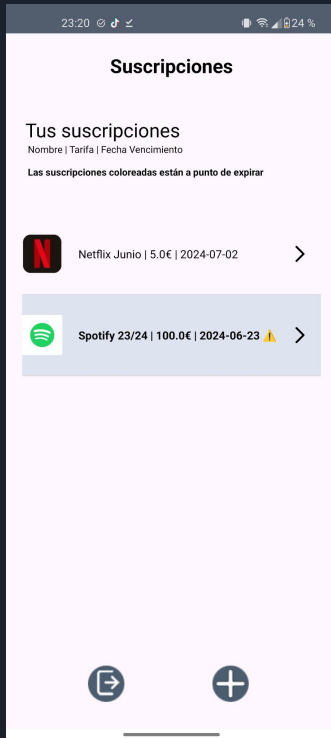 23:20
24 %
Suscripciones
Tus suscripciones
Nombre | Tarifa | Fecha Vencimiento
Las suscripciones coloreadas están a punto de expirar
Netflix Junio | 5.0€ | 2024-07-02
Spotify 23/24 | 100.0€ | 2024-06-23 ⚠️